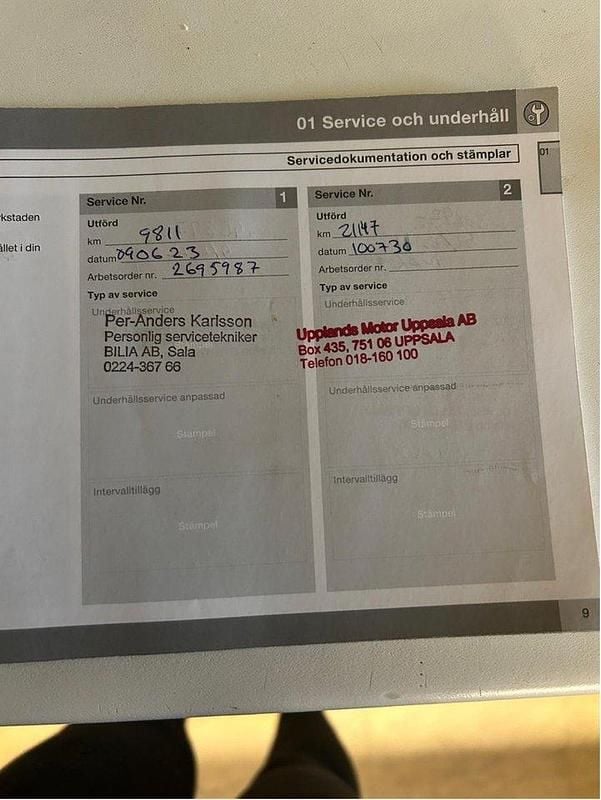 01 Service och underhåll
Servicedokumentation och stämplar
01
kstaden
ållet i din
Service Nr. 1
Utförd
km 9811
datum 090623
Arbetsorder nr. 2695987
Typ av service
Underhållsservice
Per-Anders Karlsson
Personlig servicetekniker
BILIA AB, Sala
0224-367 66
Underhållsservice anpassad
Stämpel
Intervalltillägg
Stämpel
Service Nr. 2
Utförd
km 21147
datum 100730
Arbetsorder nr.
Typ av service
Underhållsservice
Upplands Motor Uppsala AB
Box 435, 751 06 UPPSALA
Telefon 018-160 100
Underhållsservice anpassad
Stämpel
Intervalltillägg
Stämpel
9